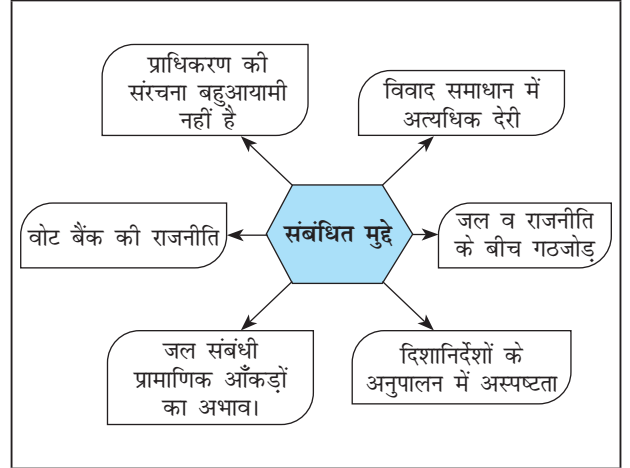 प्राधिकरण की
संरचना बहुआयामी
नहीं है
विवाद समाधान में
अत्यधिक देरी
वोट बैंक की राजनीति
संबंधित मुद्दे
जल व राजनीति
के बीच गठजोड़
जल संबंधी
प्रामाणिक आँकड़ों
का अभाव।
दिशानिर्देशों के
अनुपालन में अस्पष्टता